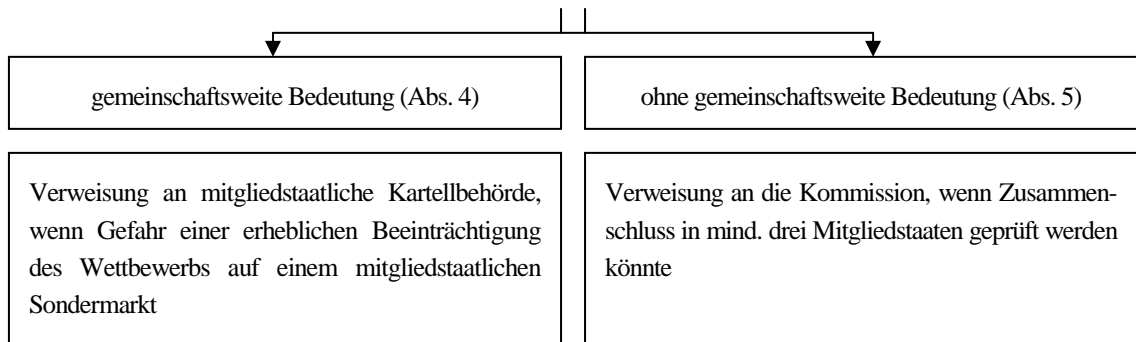 gemeinschaftsweite Bedeutung (Abs. 4)
ohne gemeinschaftsweite Bedeutung (Abs. 5)
Verweisung an mitgliedstaatliche Kartellbehörde,
wenn Gefahr einer erheblichen Beeinträchtigung
des Wettbewerbs auf einem mitgliedstaatlichen
Sondermarkt
Verweisung an die Kommission, wenn Zusammen-
schluss in mind. drei Mitgliedstaaten geprüft werden
könnte